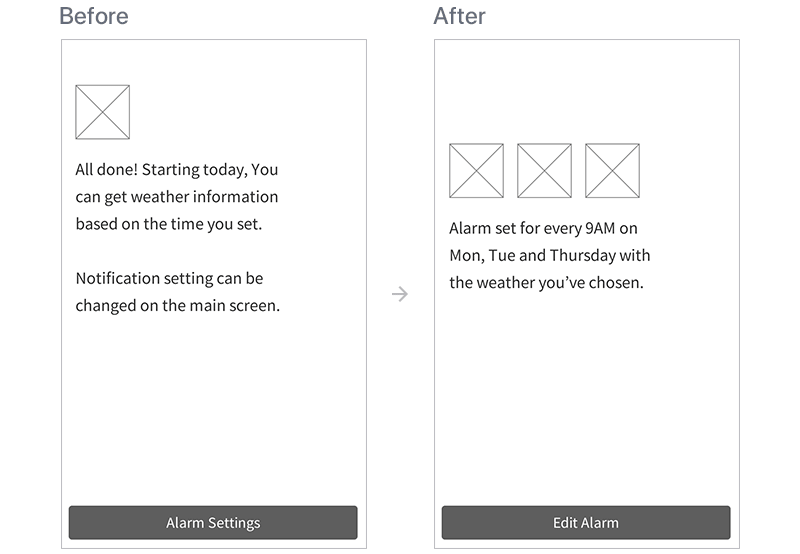 Before
All done! Starting today, You
can get weather information
based on the time you set.
Notification setting can be
changed on the main screen.
Alarm Settings
After
Alarm set for every 9AM on
Mon, Tue and Thursday with
the weather you’ve chosen.
Edit Alarm